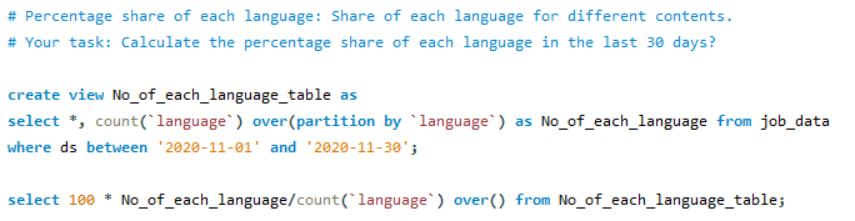 # Percentage share of each language: Share of each language for different contents.
# Your task: Calculate the percentage share of each language in the last 30 days?
create view No_of_each_language_table as
select *, count(`language`) over(partition by `language`) as No_of_each_language from job_data
where ds between '2020-11-01' and '2020-11-30';
select 100 * No_of_each_language/count(`language`) over() from No_of_each_language_table;